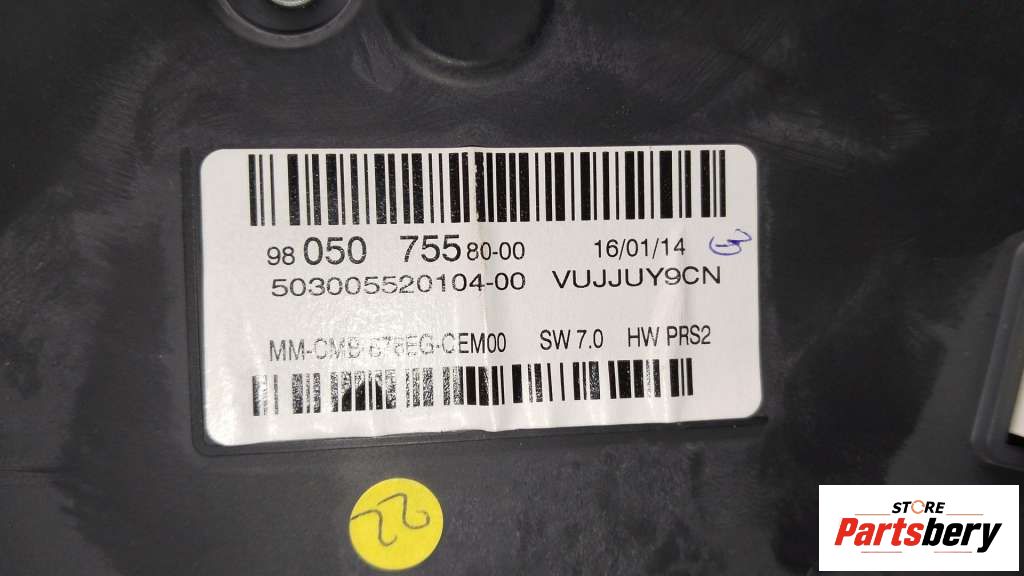 98 050 755 80-00 16/01/14
503005520104-00 VUJJUY9CN
SW 7.0 HW PRS2
22
STORE
Partsbery